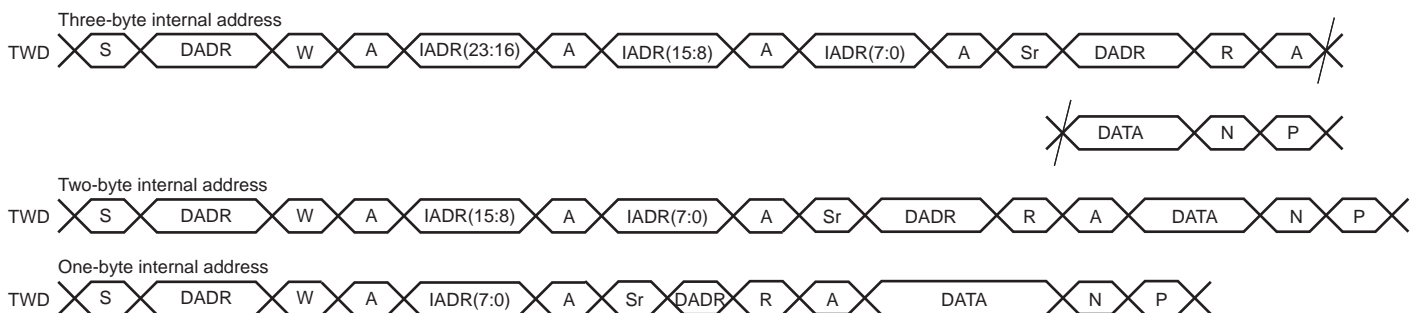 Three-byte internal address
TWD S DADR W A IADR(23:16) A IADR(15:8) A IADR(7:0) A Sr DADR R A
DATA N P
Two-byte internal address
TWD S DADR W A IADR(15:8) A IADR(7:0) A Sr DADR R A DATA N P
One-byte internal address
TWD S DADR W A IADR(7:0) A Sr DADR R A DATA N P